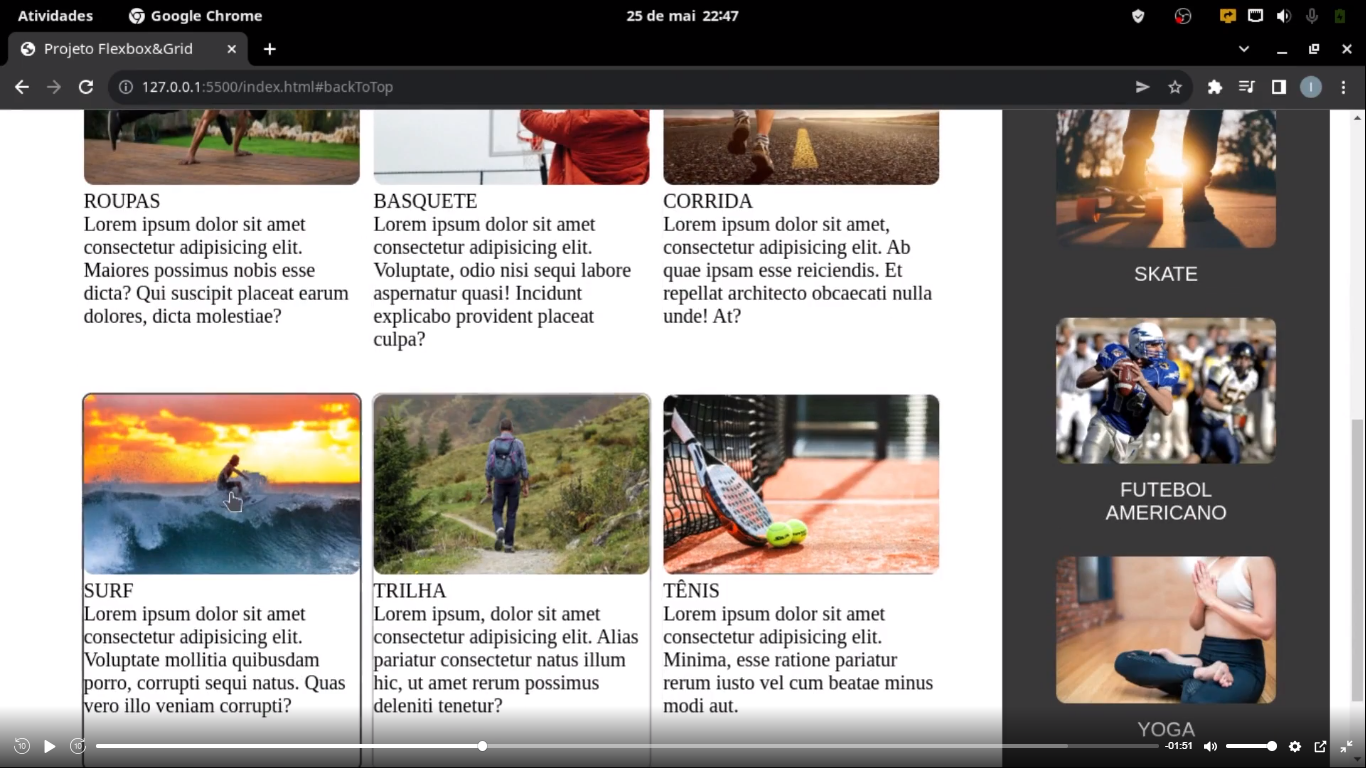 Atividades
Google Chrome
25 de mai 22:47
Projeto Flexbox&Grid
127.0.0.1:5500/index.html#backToTop
I
ROUPAS
Lorem ipsum dolor sit amet
consectetur adipisicing elit.
Maiores possimus nobis esse
dicta? Qui suscipit placeat earum
dolores, dicta molestiae?
BASQUETE
Lorem ipsum dolor sit amet
consectetur adipisicing elit.
Voluptate, odio nisi sequi labore
aspernatur quasi! Incidunt
explicabo provident placeat
culpa?
CORRIDA
Lorem ipsum dolor sit amet,
consectetur adipisicing elit. Ab
quae ipsam esse reiciendis. Et
repellat architecto obcaecati nulla
unde! At?
SURF
Lorem ipsum dolor sit amet
consectetur adipisicing elit.
Voluptate mollitia quibusdam
porro, corrupti sequi natus. Quas
vero illo veniam corrupti?
TRILHA
Lorem ipsum, dolor sit amet
consectetur adipisicing elit. Alias
pariatur consectetur natus illum
hic, ut amet rerum possimus
deleniti tenetur?
TÊNIS
Lorem ipsum dolor sit amet
consectetur adipisicing elit.
Minima, esse ratione pariatur
rerum iusto vel cum beatae minus
modi aut.
SKATE
14
FUTEBOL
AMERICANO
YOGA
10
10
-01:51